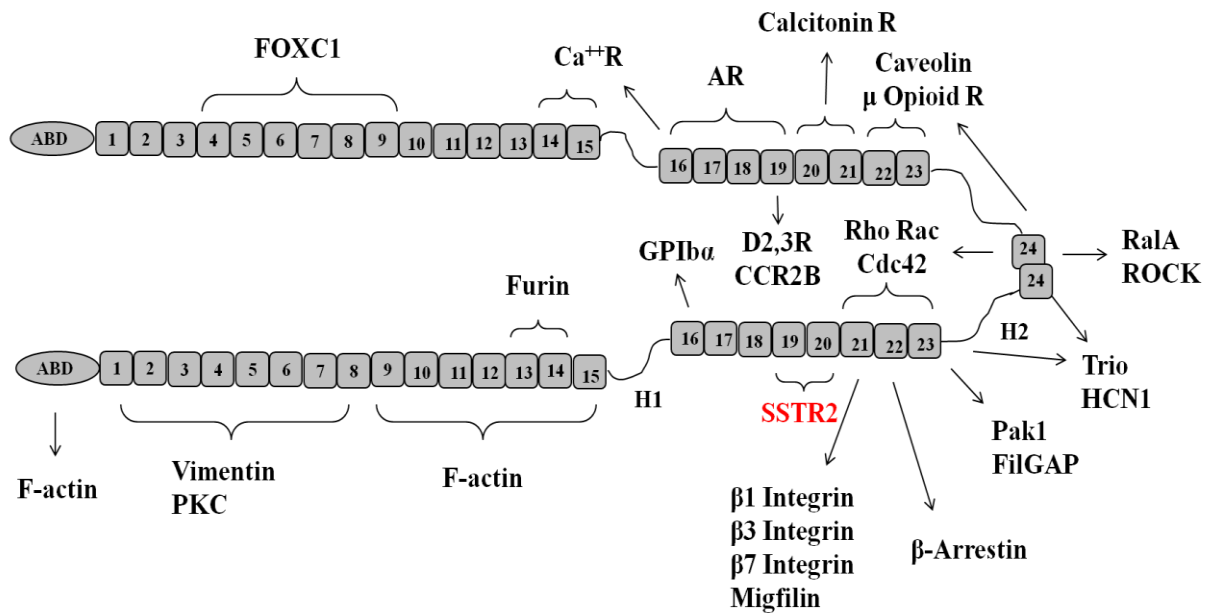 Calcitonin R
FOXC1
Ca++R
AR
Caveolin
μ Opioid R
ABD
1 2 3 4 5 6 7 8 9 10 11 12 13 14 15
16 17 18 19 20 21 22 23
24
RalA
ROCK
Rho Rac
Cdc42
D2,3R
CCR2B
GPIbα
Furin
24
H2
ABD
1 2 3 4 5 6 7 8 9 10 11 12 13 14 15
H1
16 17 18 19 20 21 22 23
Trio
HCN1
SSTR2
Pak1
FilGAP
F-actin
Vimentin
PKC
F-actin
β1 Integrin
β3 Integrin
β7 Integrin
Migfilin
β-Arrestin